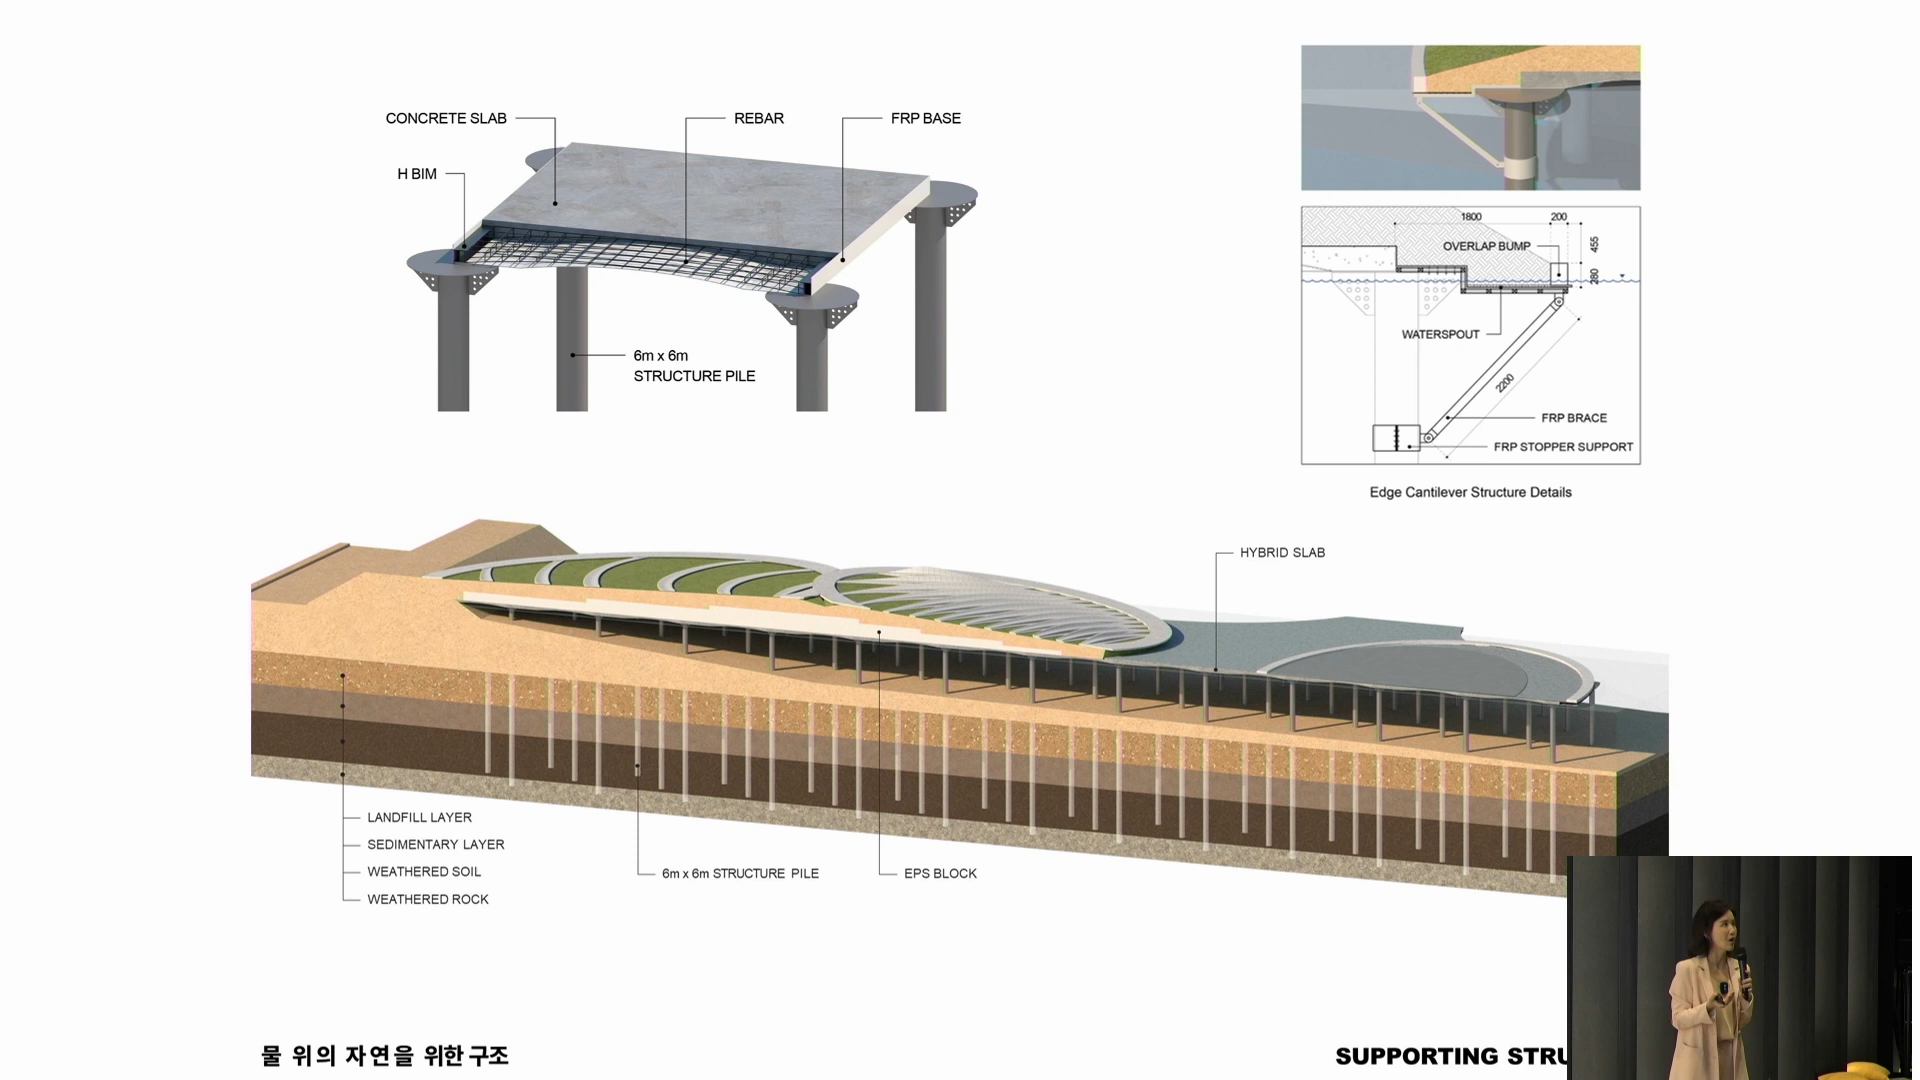 CONCRETE SLAB
REBAR
FRP BASE
H BIM
6m x 6m
STRUCTURE PILE
1800
200
OVERLAP BUMP
455
280
WATERSPOUT
2200
FRP BRACE
FRP STOPPER SUPPORT
Edge Cantilever Structure Details
HYBRID SLAB
LANDFILL LAYER
SEDIMENTARY LAYER
WEATHERED SOIL
WEATHERED ROCK
6m x 6m STRUCTURE PILE
EPS BLOCK
물 위의 자연을 위한 구조
SUPPORTING STRU